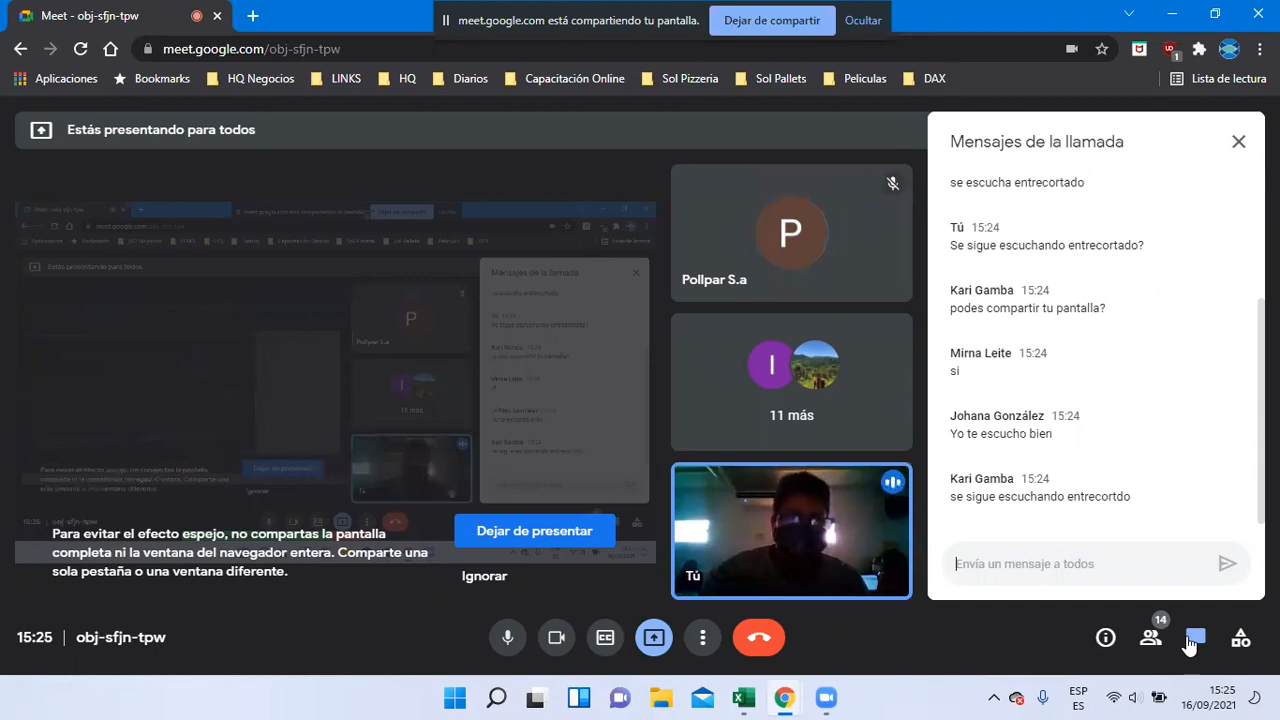 Meet - obj-sfjn-tpw
meet.google.com está compartiendo tu pantalla.
Dejar de compartir
Ocultar
meet.google.com/obj-sfjn-tpw
1
Aplicaciones
Bookmarks
HQ Negocios
LINKS
HQ
Diarios
Capacitación Online
Sol Pizzeria
Sol Pallets
Peliculas
DAX
Lista de lectura
Estás presentando para todos
P
Pollpar S.a
I
11 más
Tú
Para evitar el efecto espejo, no compartas la pantalla
completa ni la ventana del navegador entera. Comparte una
sola pestaña o una ventana diferente.
Dejar de presentar
Ignorar
Mensajes de la llamada
se escucha entrecortado
Tú 15:24
Se sigue escuchando entrecortado?
Kari Gamba 15:24
podes compartir tu pantalla?
Mirna Leite 15:24
si
Johana González 15:24
Yo te escucho bien
Kari Gamba 15:24
se sigue escuchando entrecortdo
Envía un mensaje a todos
15:25 | obj-sfjn-tpw
14
ESP
ES
15:25
16/09/2021